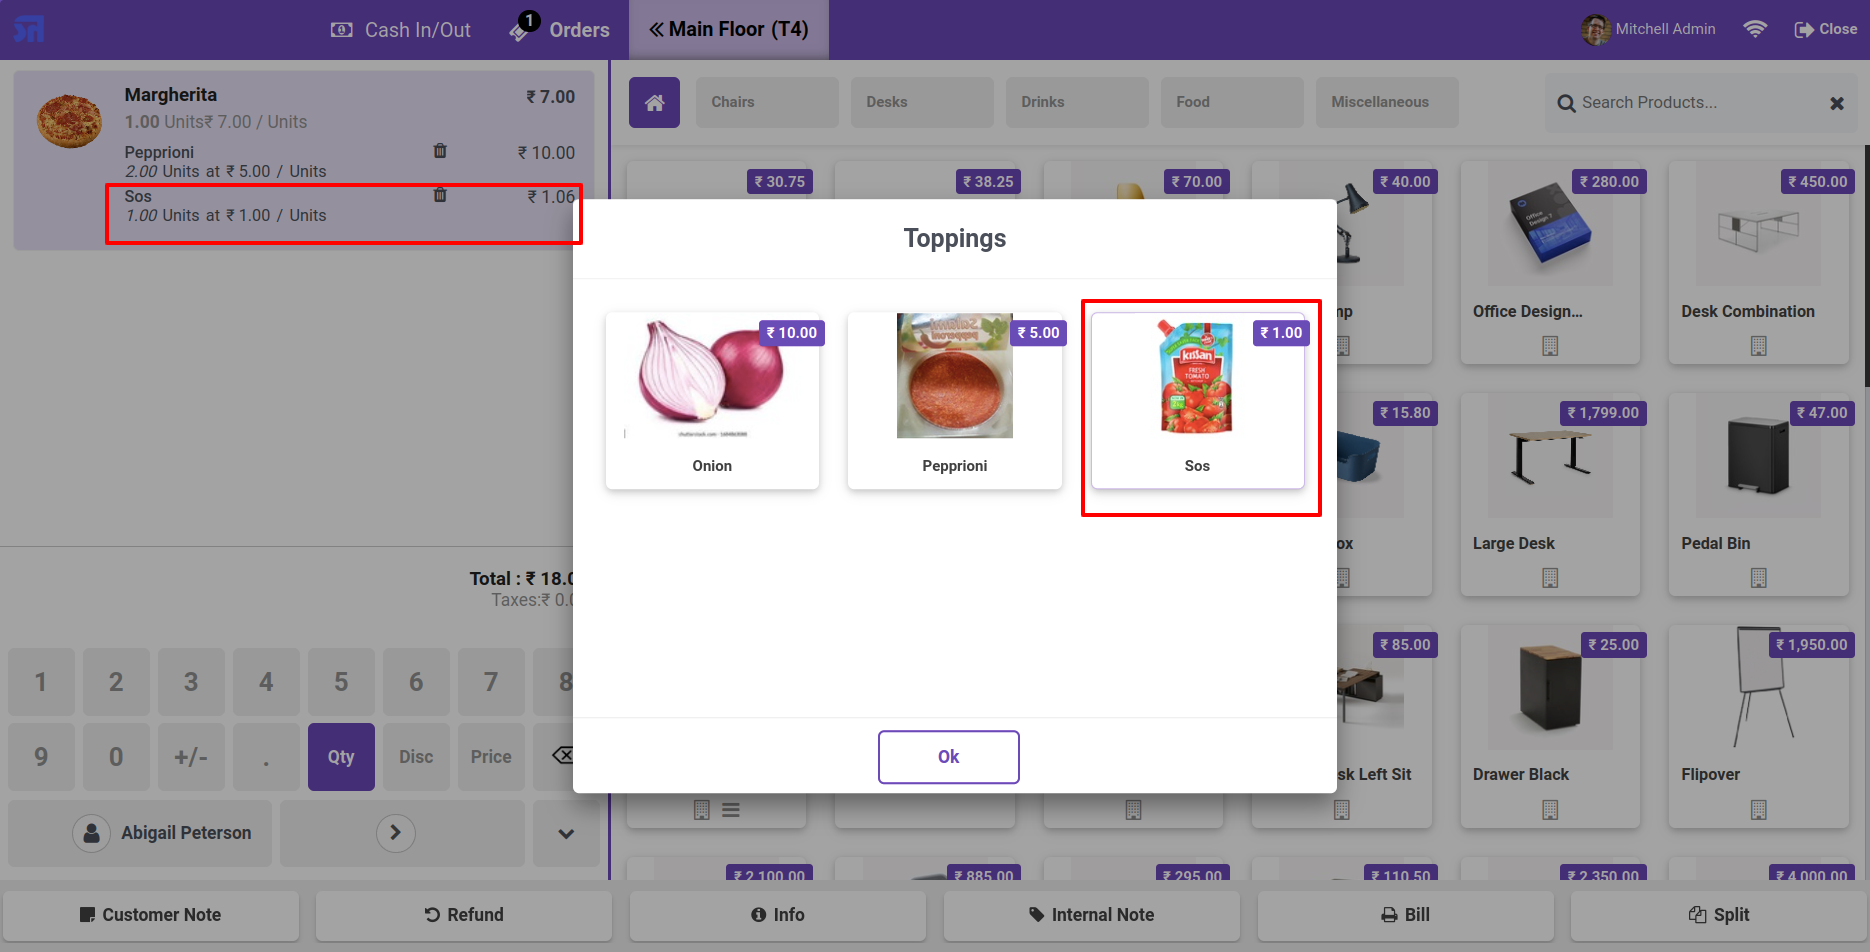 Cash In/Out
1
Orders
Main Floor (T4)
Mitchell Admin
Close
Margherita
₹ 7.00
1.00 Units₹ 7.00 / Units
Pepprioni
₹ 10.00
2.00 Units at ₹ 5.00 / Units
Sos
₹ 1.06
1.00 Units at ₹ 1.00 / Units
Chairs
Desks
Drinks
Food
Miscellaneous
Search Products...
₹ 30.75
₹ 38.25
₹ 70.00
₹ 40.00
₹ 280.00
₹ 450.00
Office Design...
Desk Combination
Toppings
₹ 10.00
₹ 5.00
₹ 1.00
Onion
Pepprioni
kissan
FRESH
TOMATO
Sos
Ok
₹ 15.80
₹ 1,799.00
₹ 47.00
ox
Large Desk
Pedal Bin
₹ 85.00
₹ 25.00
₹ 1,950.00
sk Left Sit
Drawer Black
Flipover
₹ 2,100.00
₹ 885.00
₹ 295.00
₹ 110.50
₹ 2,350.00
₹ 4,000.00
Total : ₹ 18.0
Taxes:₹ 0.0
1 2 3 4 5 6 7 8
9 0 +/- . Qty Disc Price
Abigail Peterson
Customer Note
Refund
Info
Internal Note
Bill
Split